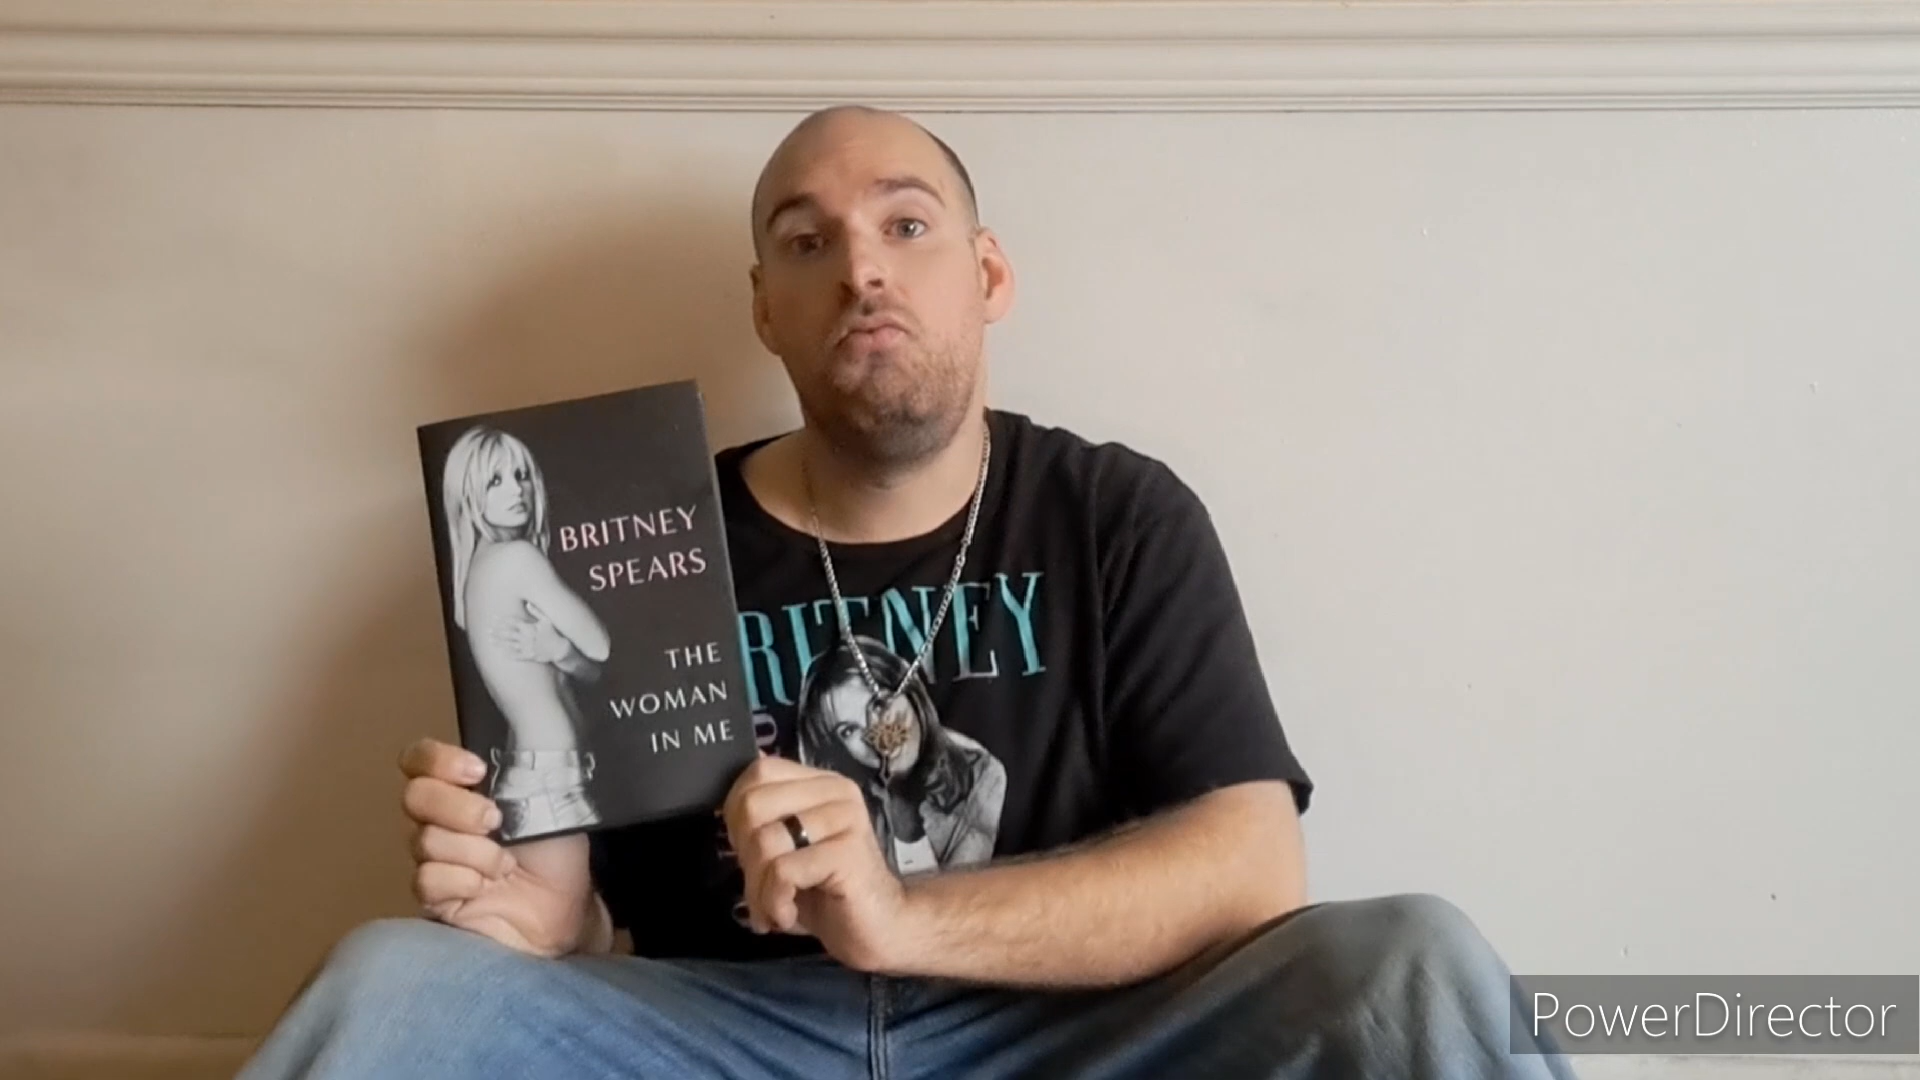 BRITNEY
SPEARS
THE
WOMAN
IN ME
RITNEY
PowerDirector